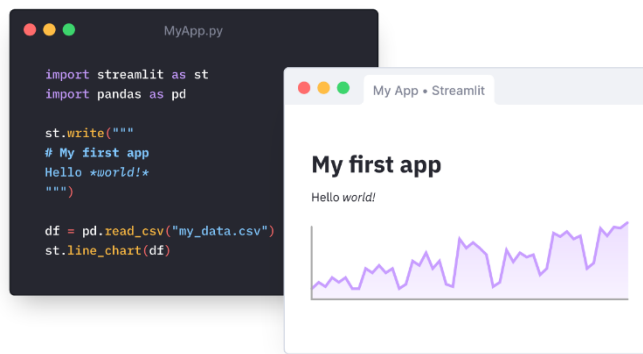 MyApp.py
import streamlit as st
import pandas as pd
st.write("""
# My first app
Hello *world!*
""")
df = pd.read_csv("my_data.csv")
st.line_chart(df)
My App • Streamlit
My first app
Hello world!